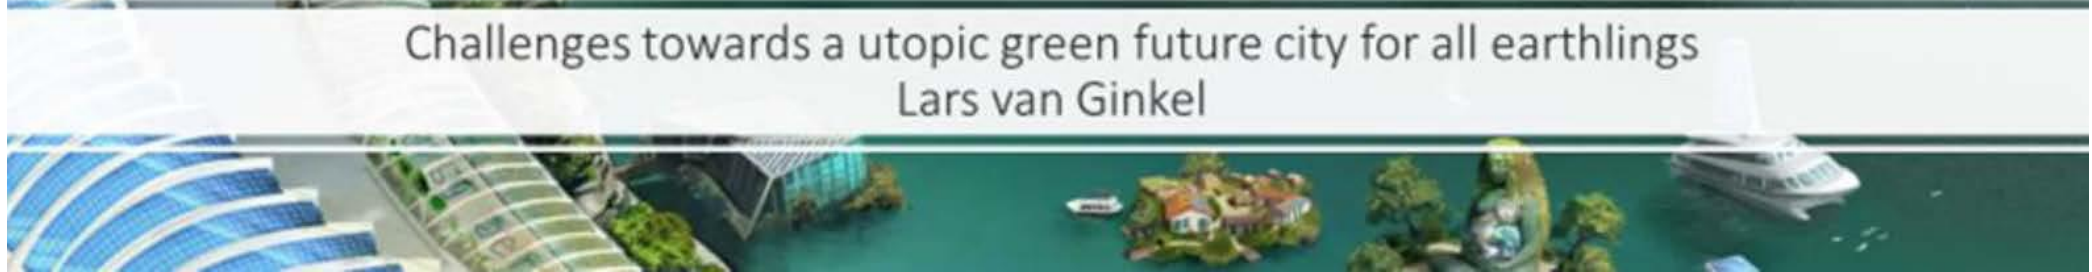 Challenges towards a utopic green future city for all earthlings
Lars van Ginkel